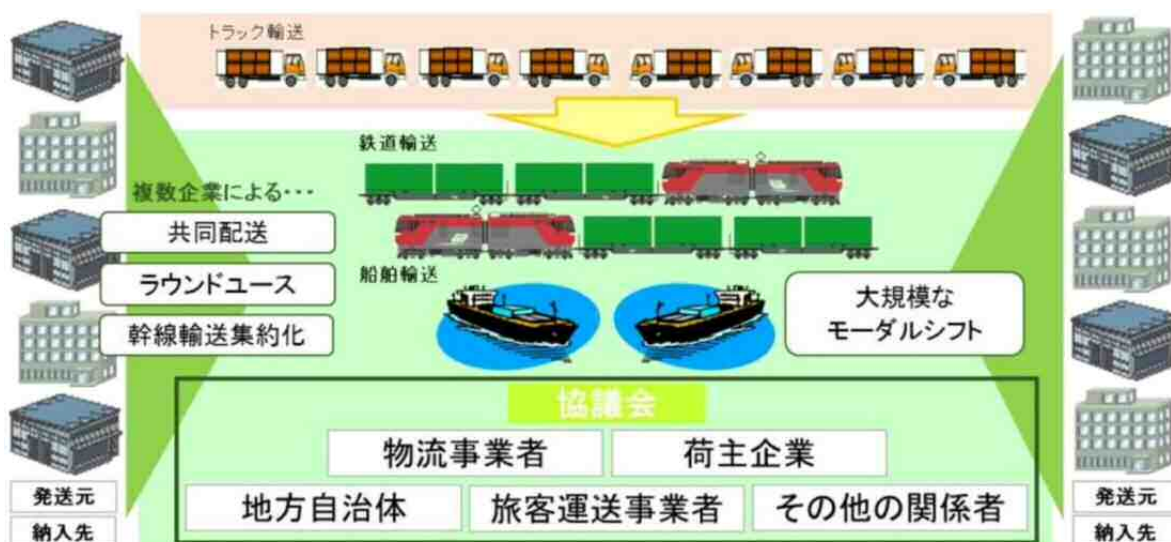 トラック輸送
鉄道輸送
複数企業による・・・
共同配送
ラウンドユース
幹線輸送集約化
船舶輸送
大規模な
モーダルシフト
協議会
物流事業者
荷主企業
地方自治体
旅客運送事業者
その他の関係者
発送元
納入先
発送元
納入先